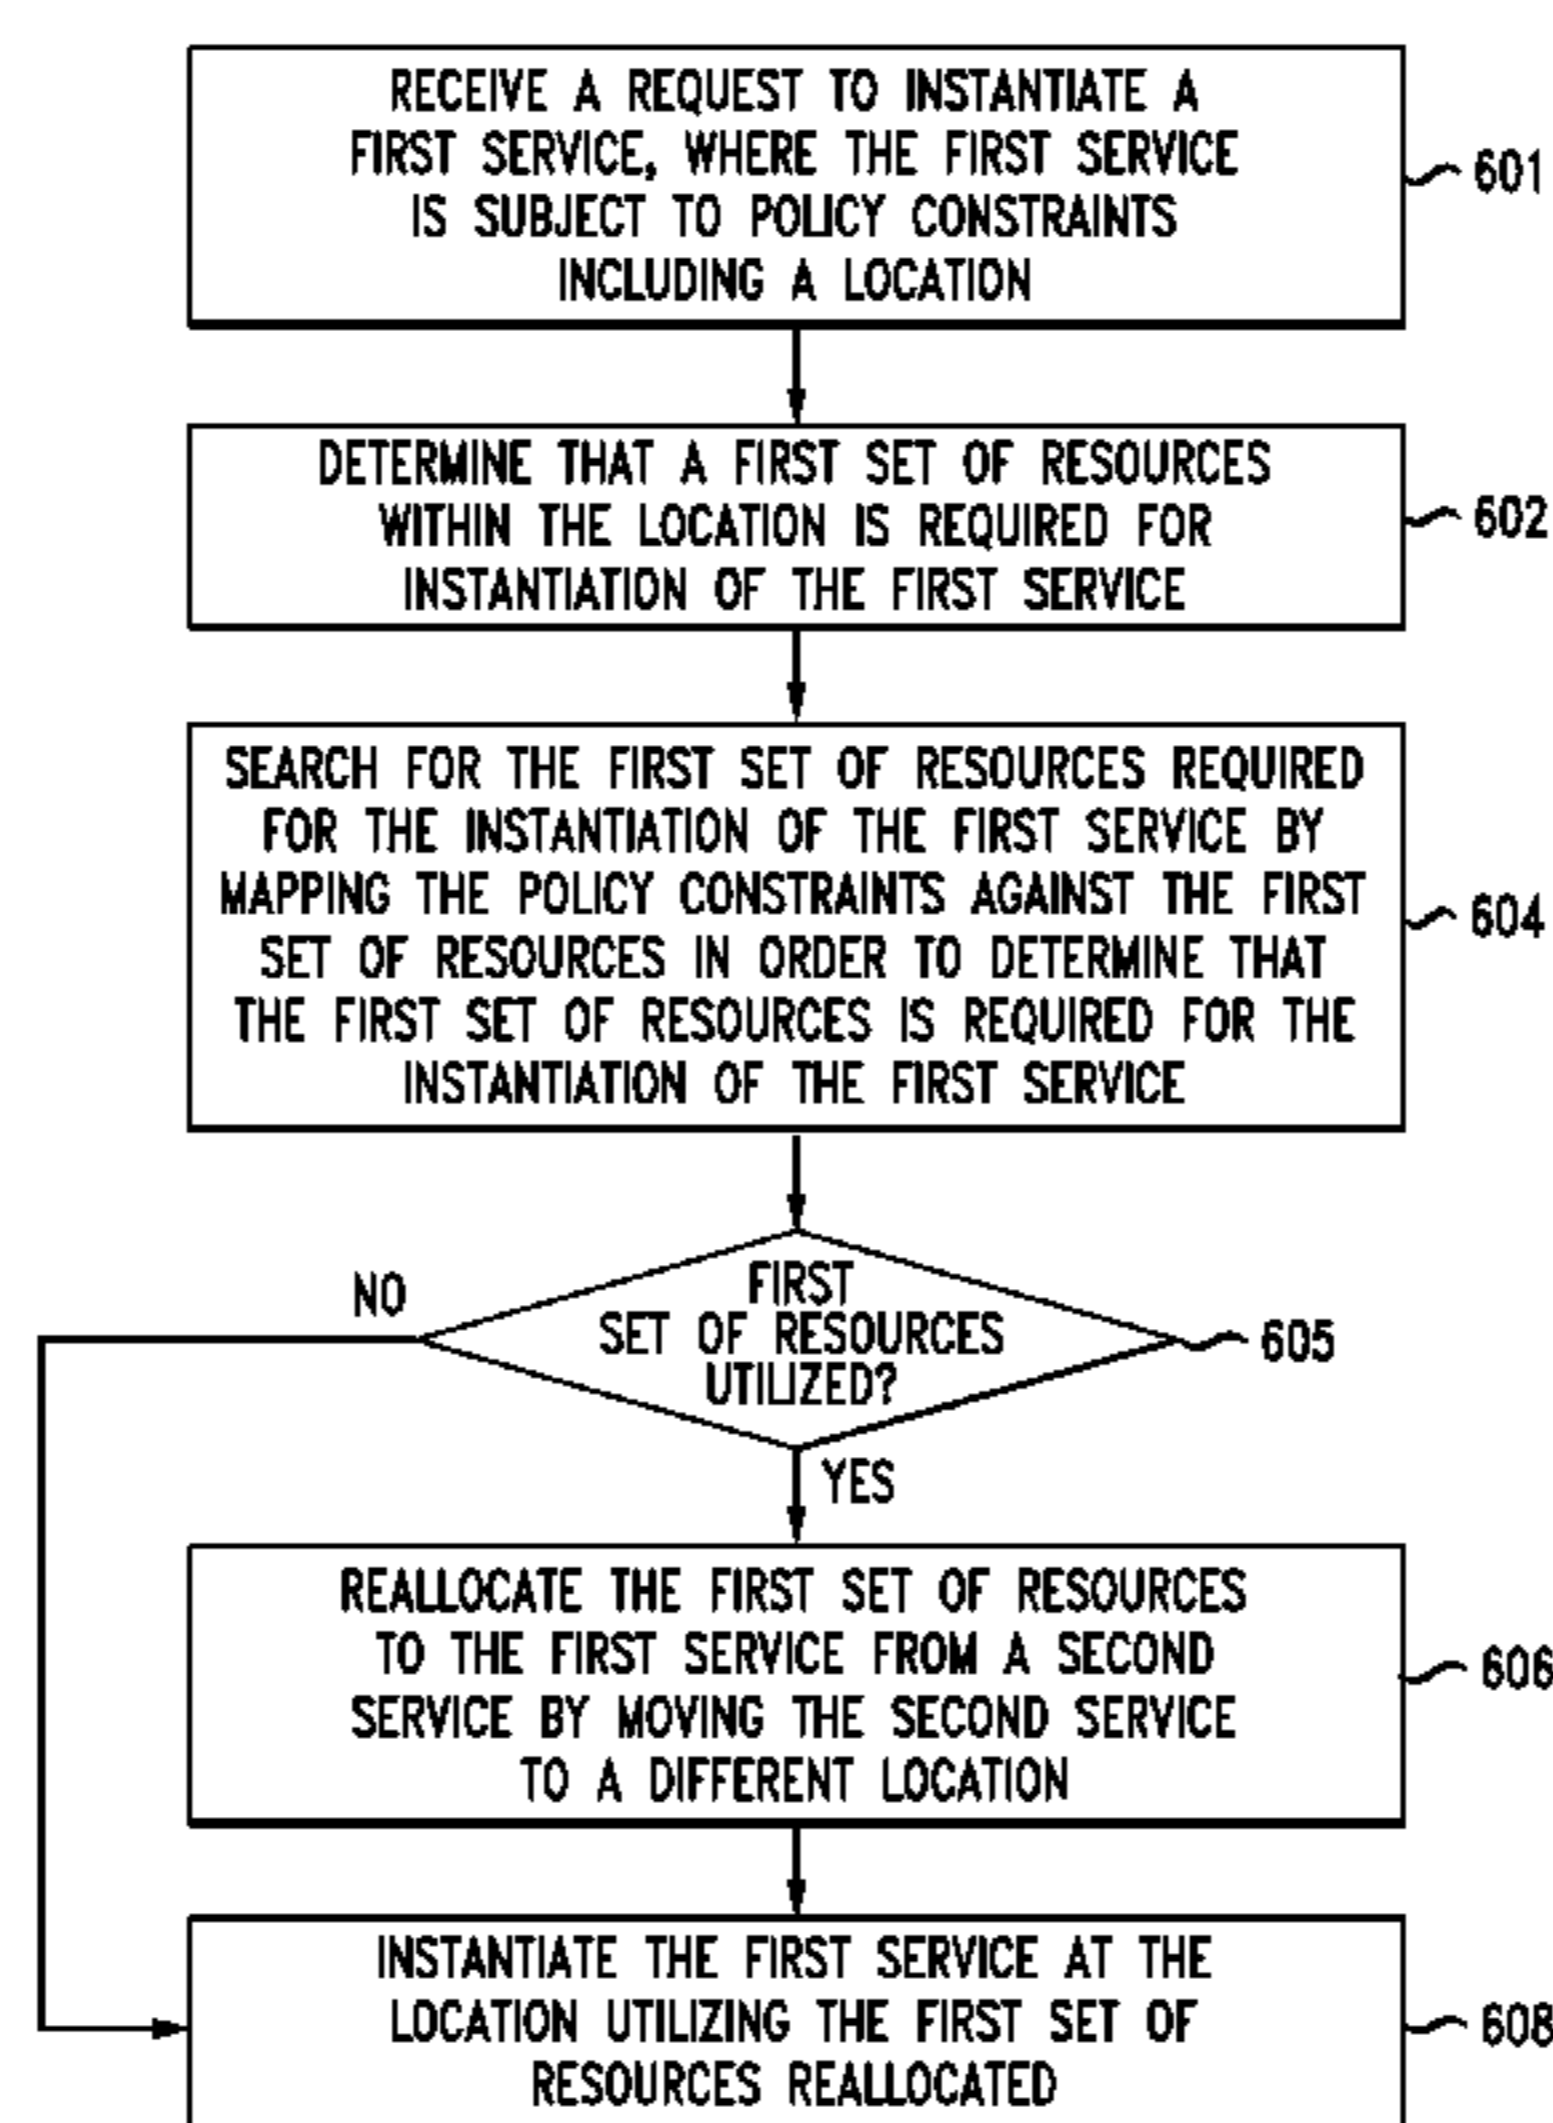 RECEIVE A REQUEST TO INSTANTIATE A
FIRST SERVICE, WHERE THE FIRST SERVICE
IS SUBJECT TO POLICY CONSTRAINTS
INCLUDING A LOCATION
601
DETERMINE THAT A FIRST SET OF RESOURCES
WITHIN THE LOCATION IS REQUIRED FOR
INSTANTIATION OF THE FIRST SERVICE
602
SEARCH FOR THE FIRST SET OF RESOURCES REQUIRED
FOR THE INSTANTIATION OF THE FIRST SERVICE BY
MAPPING THE POLICY CONSTRAINTS AGAINST THE FIRST
SET OF RESOURCES IN ORDER TO DETERMINE THAT
THE FIRST SET OF RESOURCES IS REQUIRED FOR THE
INSTANTIATION OF THE FIRST SERVICE
604
NO
FIRST
SET OF RESOURCES
UTILIZED?
605
YES
REALLOCATE THE FIRST SET OF RESOURCES
TO THE FIRST SERVICE FROM A SECOND
SERVICE BY MOVING THE SECOND SERVICE
TO A DIFFERENT LOCATION
606
INSTANTIATE THE FIRST SERVICE AT THE
LOCATION UTILIZING THE FIRST SET OF
RESOURCES REALLOCATED
608